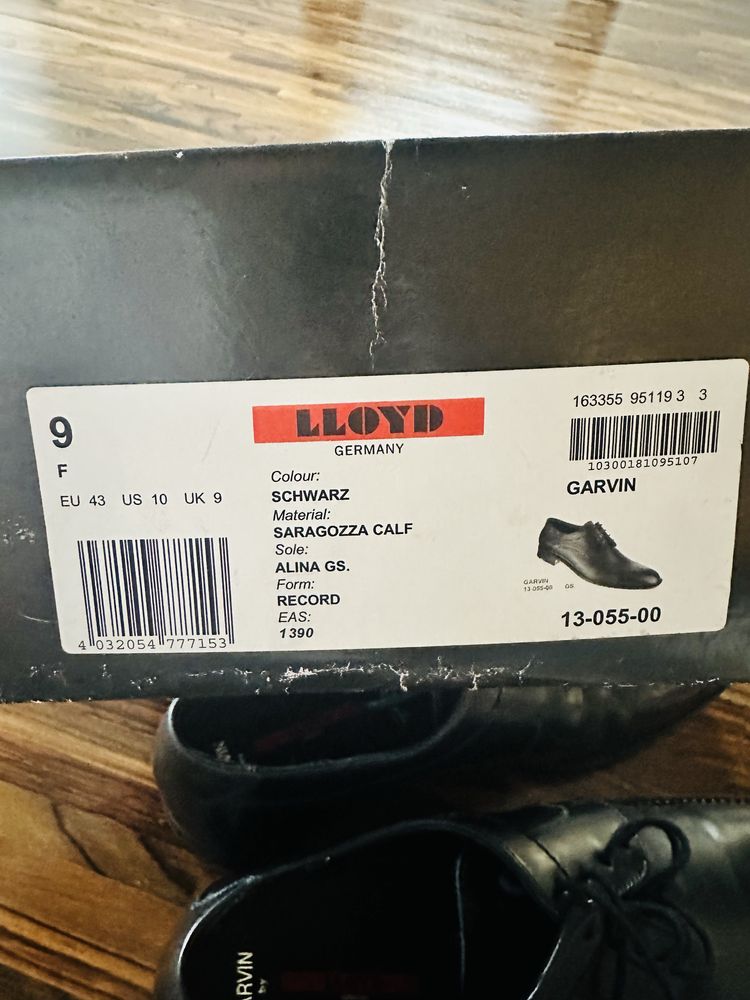 9
F
EU 43 US 10 UK 9
4 032054 777153
LLOYD
GERMANY
Colour:
SCHWARZ
Material:
SARAGOZZA CALF
Sole:
ALINA GS.
Form:
RECORD
EAS:
1390
163355 95119 3 3
10300181095107
GARVIN
GARVIN
13-055-00 GS
13-055-00
by